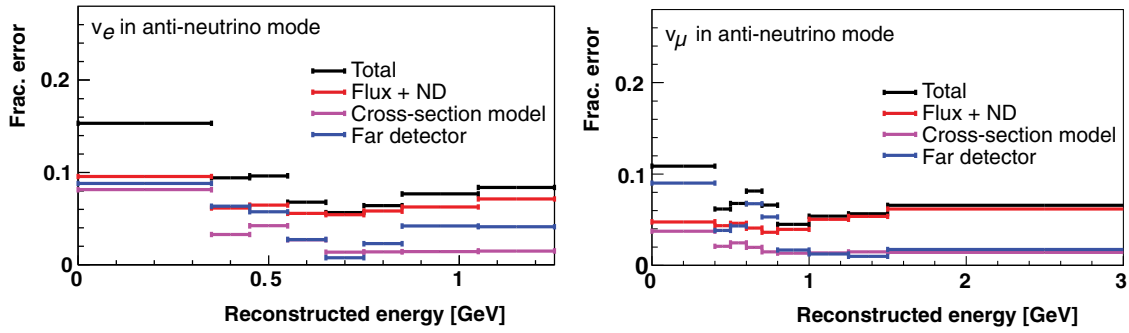 ν_e in anti-neutrino mode
Frac. error
0.2
0.1
0
Total
Flux + ND
Cross-section model
Far detector
0 0.5 1
Reconstructed energy [GeV]
ν_μ in anti-neutrino mode
Frac. error
0.2
0.1
0
Total
Flux + ND
Cross-section model
Far detector
0 1 2 3
Reconstructed energy [GeV]